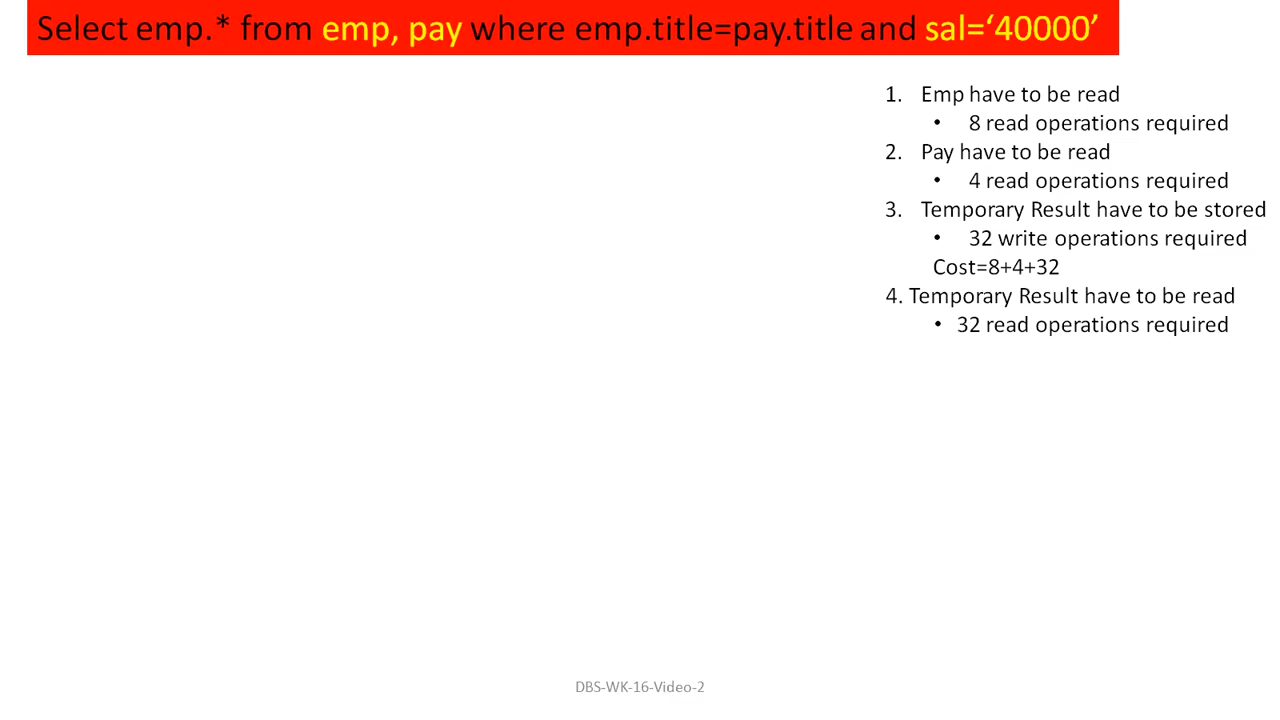 Select emp.* from emp, pay where emp.title=pay.title and sal=‘40000’
1. Emp have to be read
• 8 read operations required
2. Pay have to be read
• 4 read operations required
3. Temporary Result have to be stored
• 32 write operations required
Cost=8+4+32
4. Temporary Result have to be read
• 32 read operations required
DBS-WK-16-Video-2